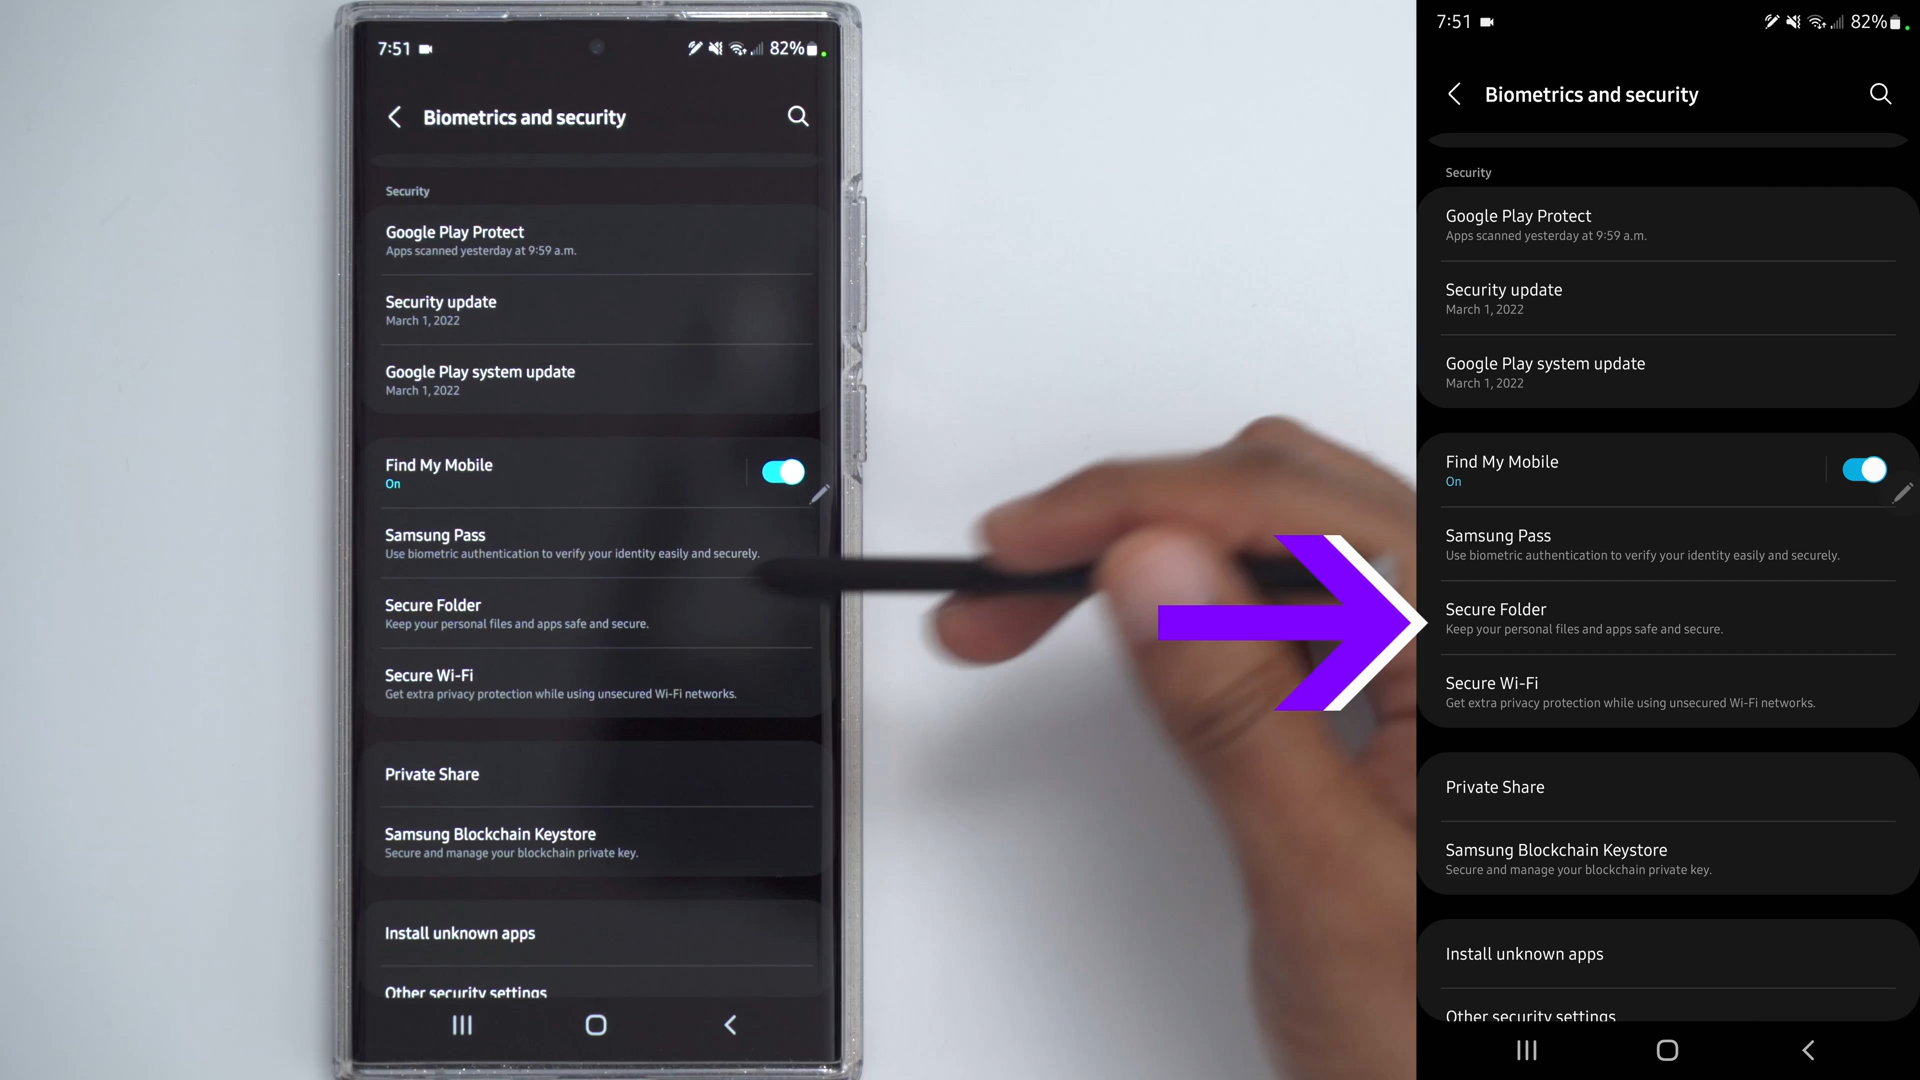 7:51
82%
Biometrics and security
Security
Google Play Protect
Apps scanned yesterday at 9:59 a.m.
Security update
March 1, 2022
Google Play system update
March 1, 2022
Find My Mobile
On
Samsung Pass
Use biometric authentication to verify your identity easily and securely.
Secure Folder
Keep your personal files and apps safe and secure.
Secure Wi-Fi
Get extra privacy protection while using unsecured Wi-Fi networks.
Private Share
Samsung Blockchain Keystore
Secure and manage your blockchain private key.
Install unknown apps
Other security settings
7:51
82%
Biometrics and security
Security
Google Play Protect
Apps scanned yesterday at 9:59 a.m.
Security update
March 1, 2022
Google Play system update
March 1, 2022
Find My Mobile
On
Samsung Pass
Use biometric authentication to verify your identity easily and securely.
Secure Folder
Keep your personal files and apps safe and secure.
Secure Wi-Fi
Get extra privacy protection while using unsecured Wi-Fi networks.
Private Share
Samsung Blockchain Keystore
Secure and manage your blockchain private key.
Install unknown apps
Other security settings